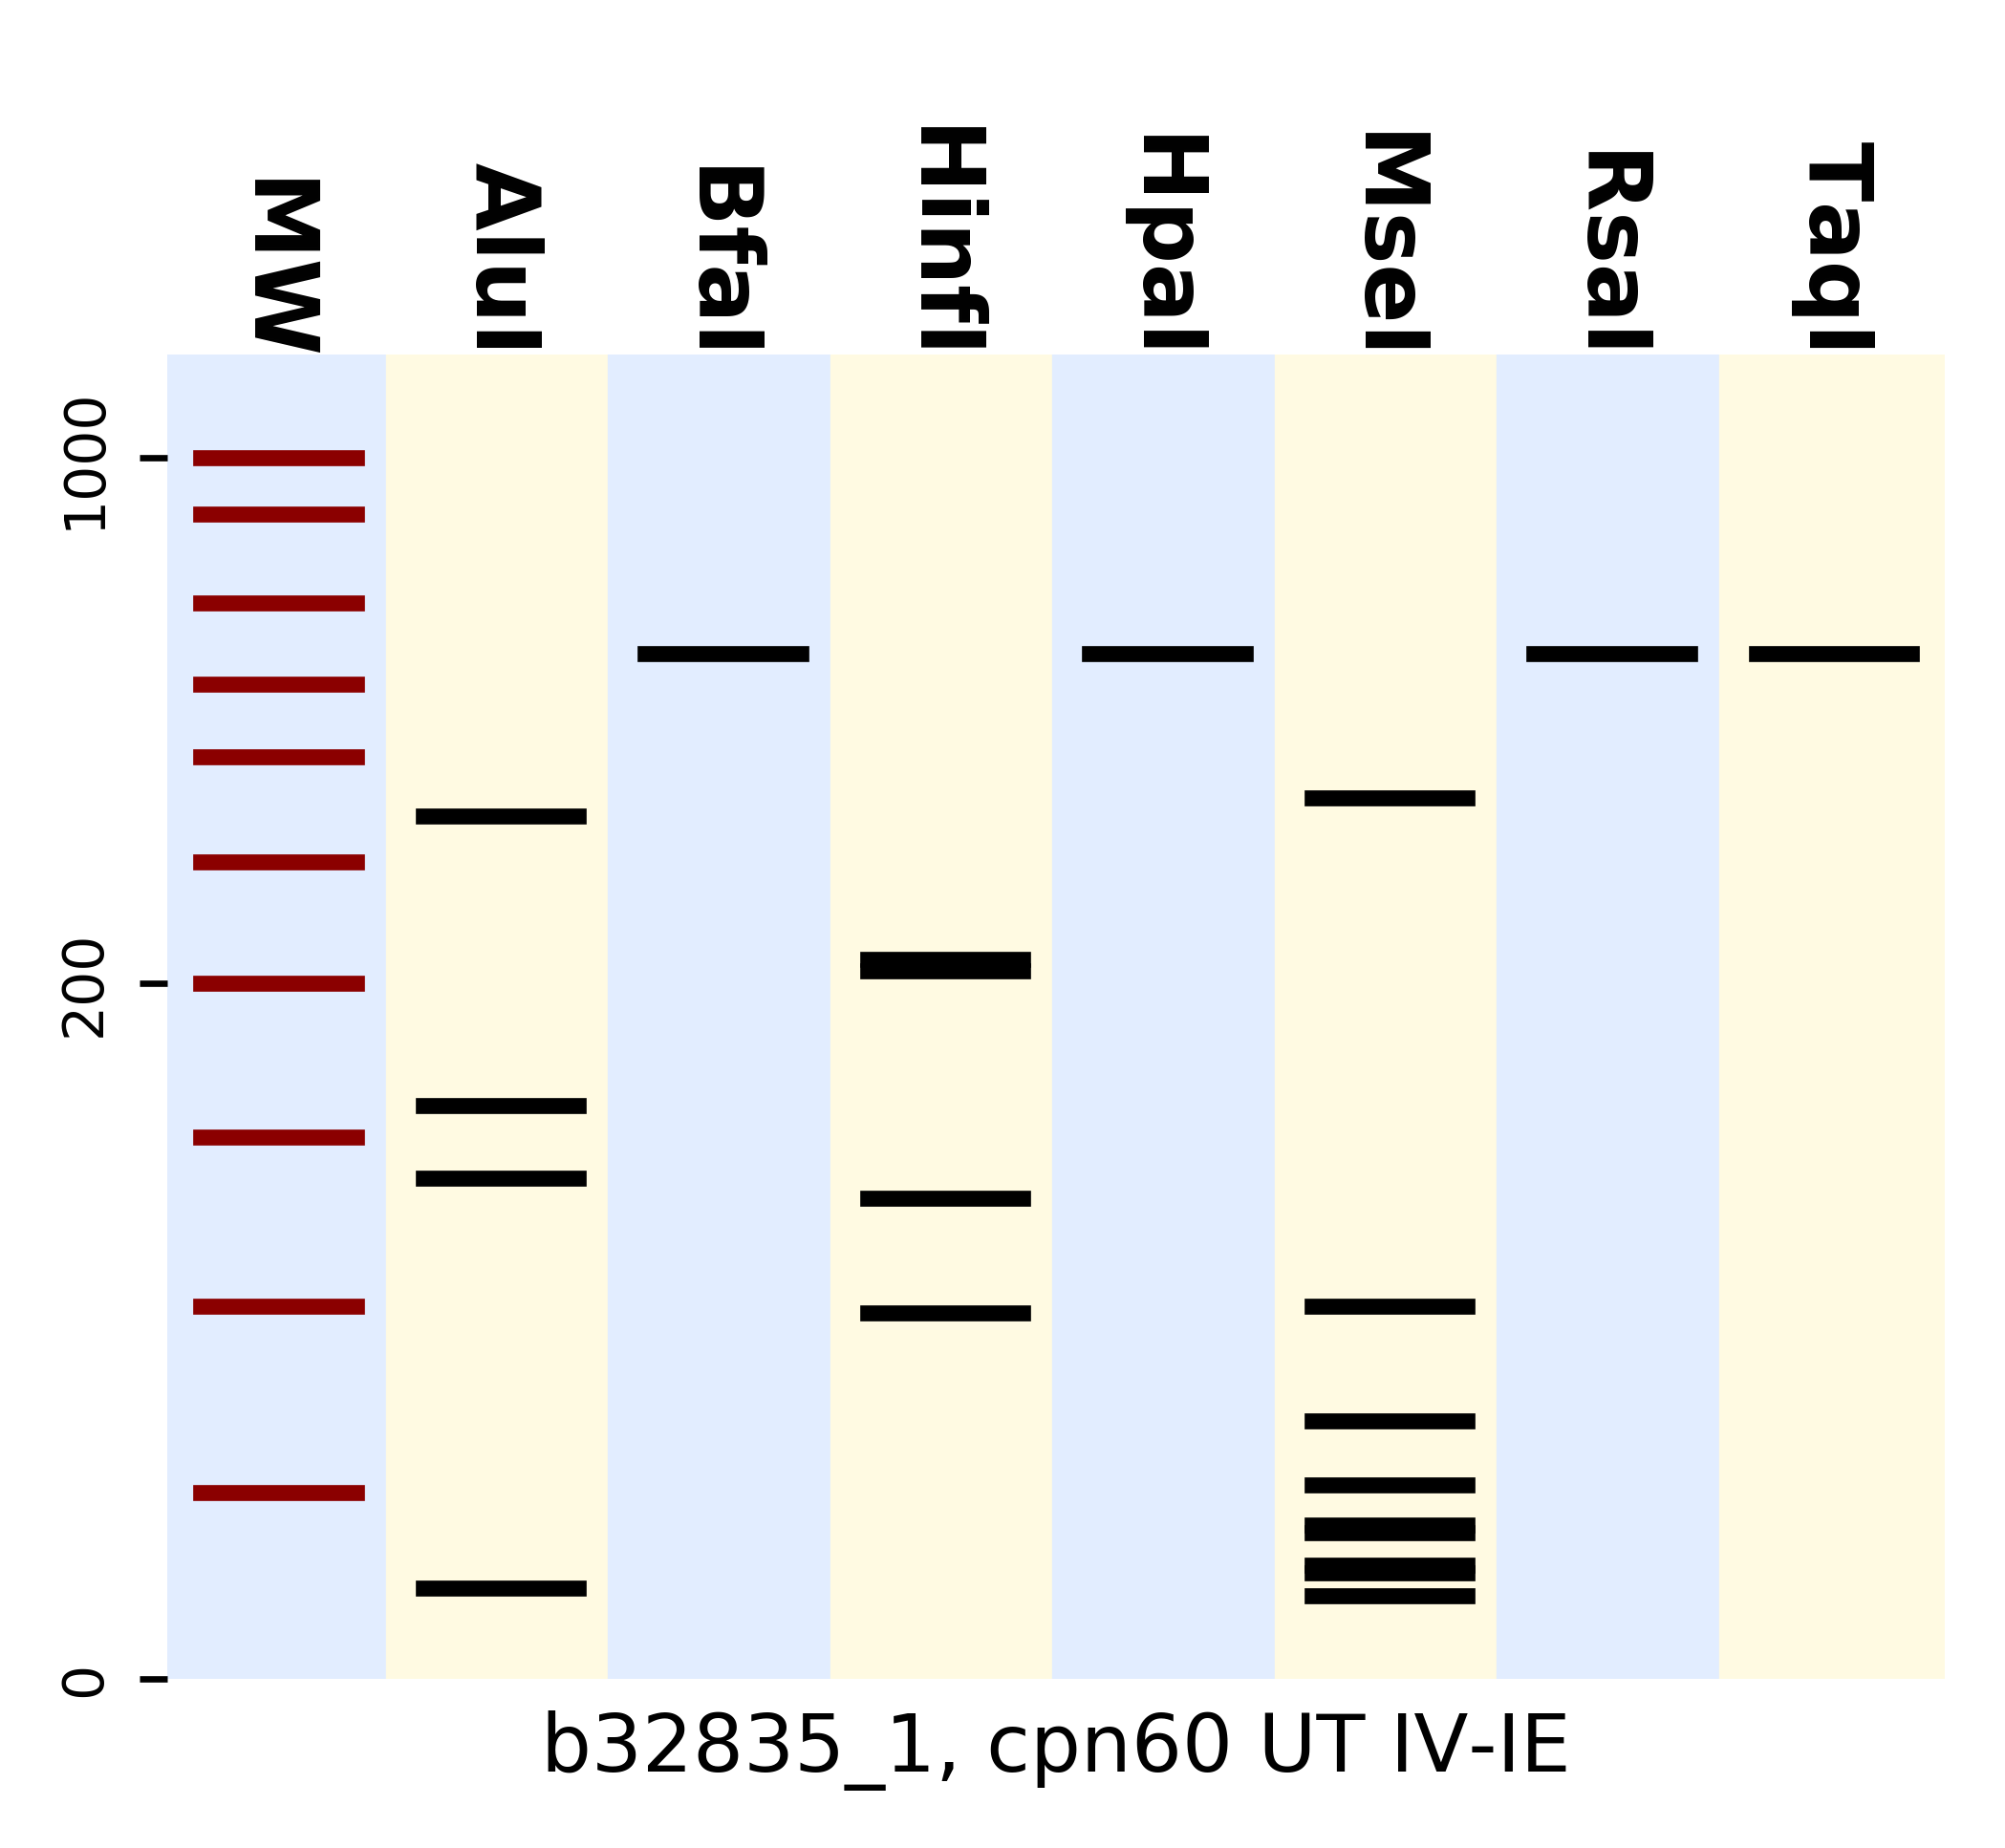 MW
AluI
BfaI
HinfI
HpaI
MseI
RsaI
TaqI
1000
200
0
b32835_1, cpn60 UT IV-IE